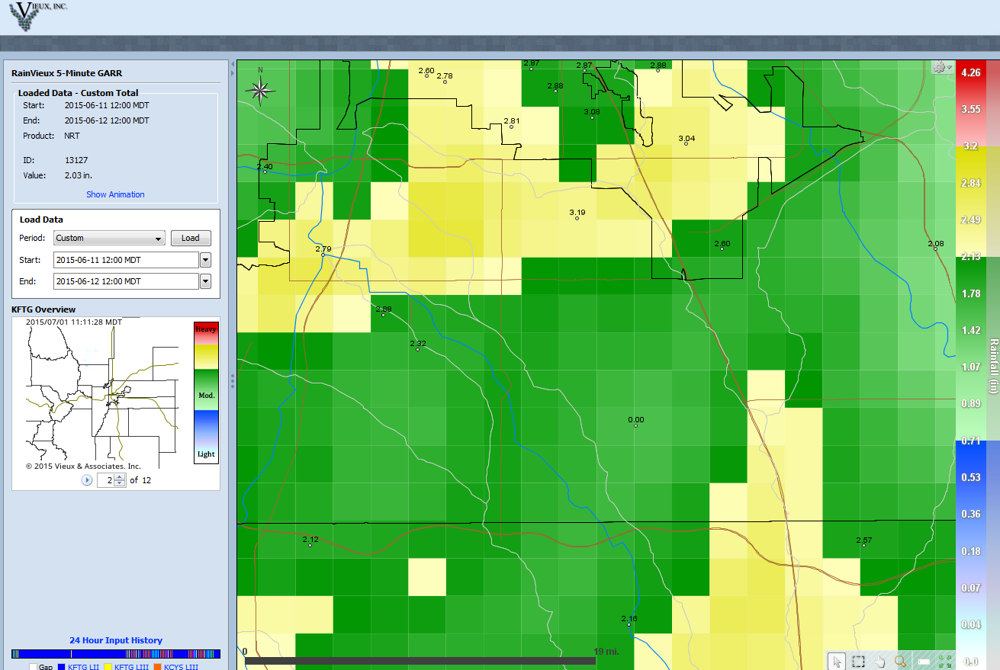 VIEUX, INC.
RainVieux 5-Minute GARR
Loaded Data - Custom Total
Start: 2015-06-11 12:00 MDT
End: 2015-06-12 12:00 MDT
Product: NRT
ID: 13127
Value: 2.03 in.
Show Animation
Load Data
Period: Custom Load
Start: 2015-06-11 12:00 MDT
End: 2015-06-12 12:00 MDT
KFTG Overview
2015/07/01 11:11:28 MDT
Heavy
Mod.
Light
© 2015 Vieux & Associates, Inc.
2 of 12
24 Hour Input History
Gap KFTG LII KFTG LIII KCYS LIII
N
2.60
2.78
2.87
2.87
2.88
2.88
3.08
2.81
3.04
2.40
3.19
2.79
2.60
2.08
2.88
2.32
0.00
2.12
2.57
2.16
0 19 mi.
4.26
3.55
3.2
2.84
2.49
2.13
1.78
1.42
1.07
0.89
0.71
0.53
0.36
0.18
0.07
0.04
0.0
Rainfall (in)